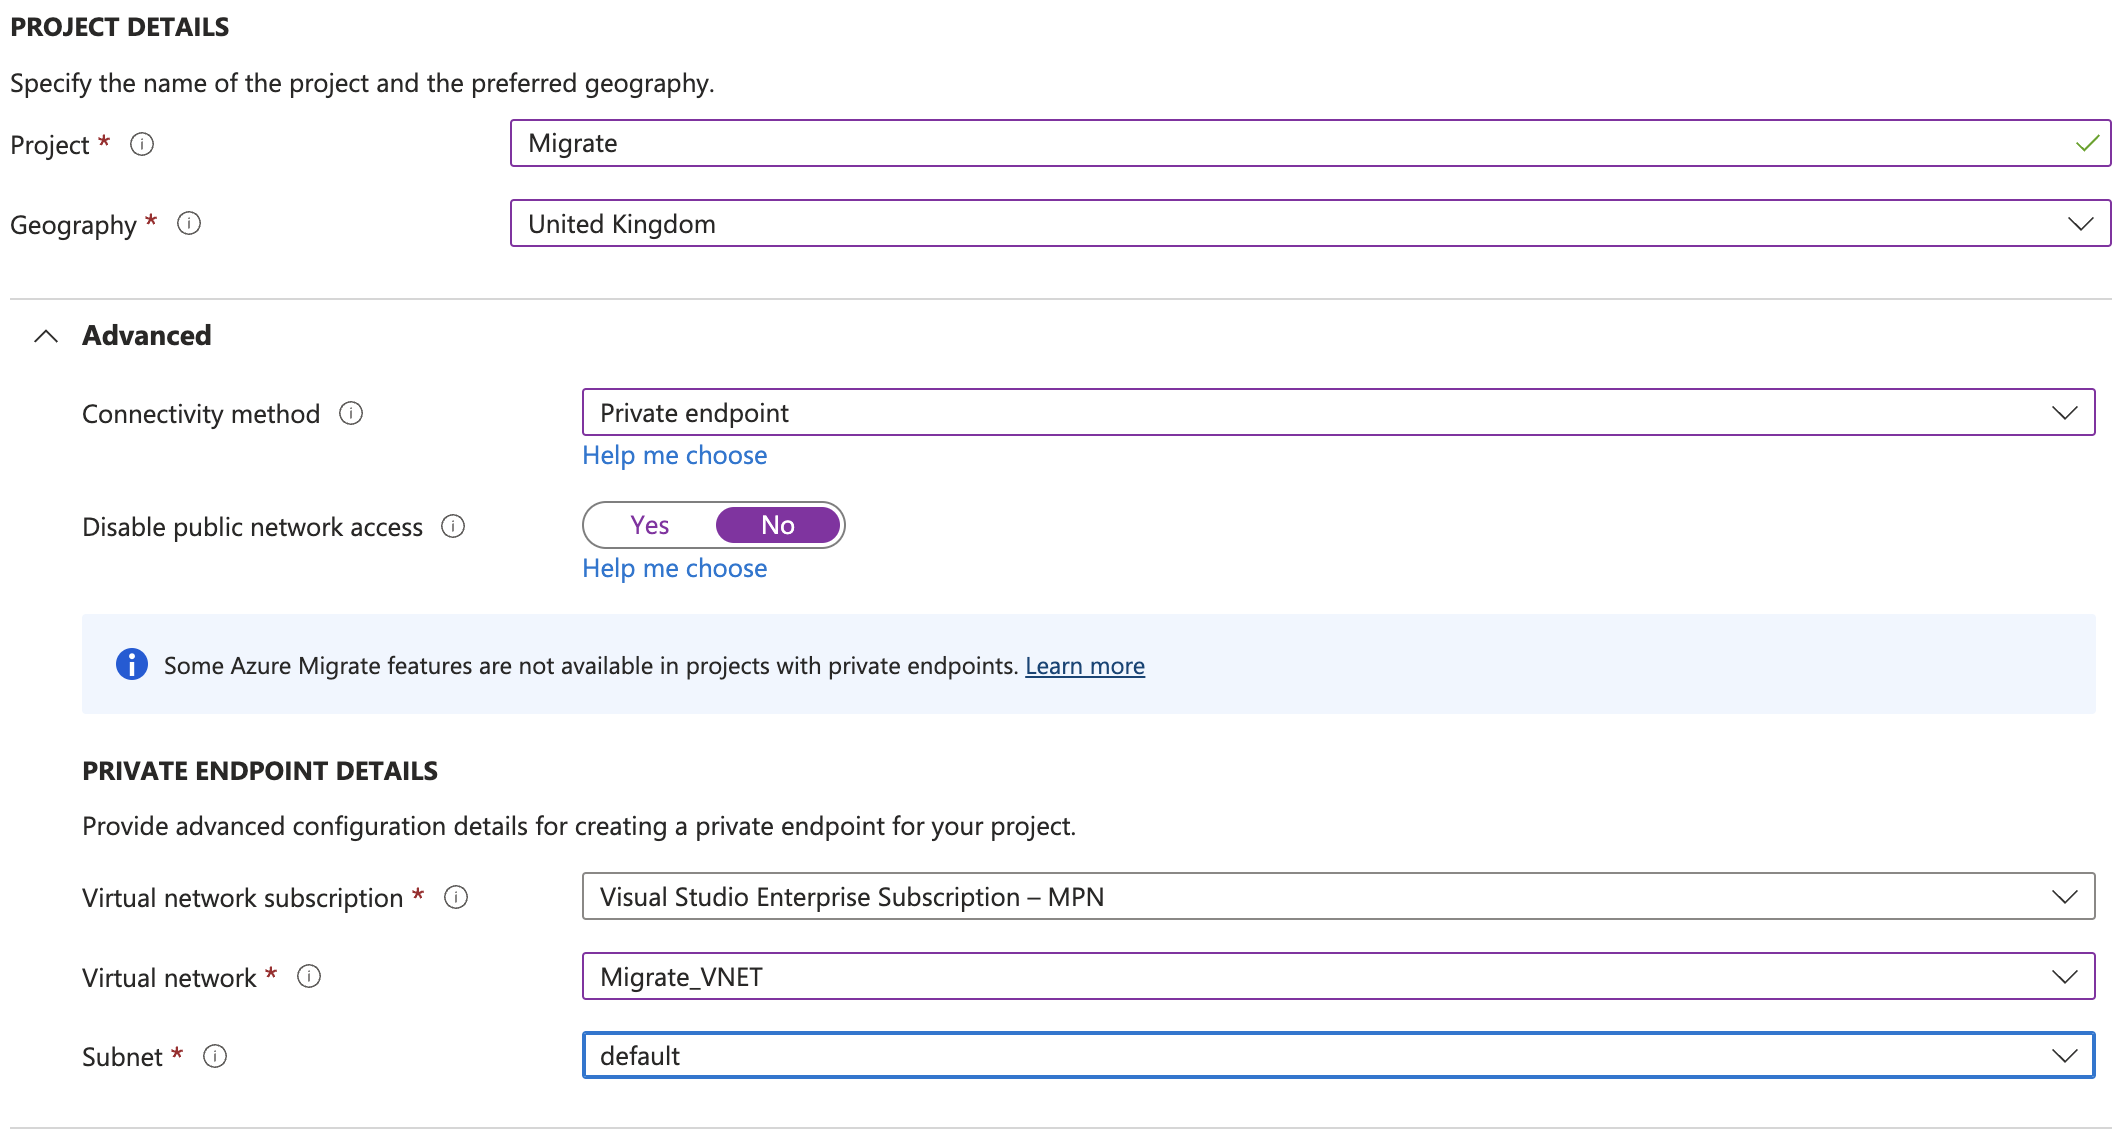 PROJECT DETAILS
Specify the name of the project and the preferred geography.
Project *
Migrate
Geography *
United Kingdom
Advanced
Connectivity method
Private endpoint
Help me choose
Disable public network access
Yes No
Help me choose
Some Azure Migrate features are not available in projects with private endpoints. Learn more
PRIVATE ENDPOINT DETAILS
Provide advanced configuration details for creating a private endpoint for your project.
Virtual network subscription *
Visual Studio Enterprise Subscription – MPN
Virtual network *
Migrate_VNET
Subnet *
default